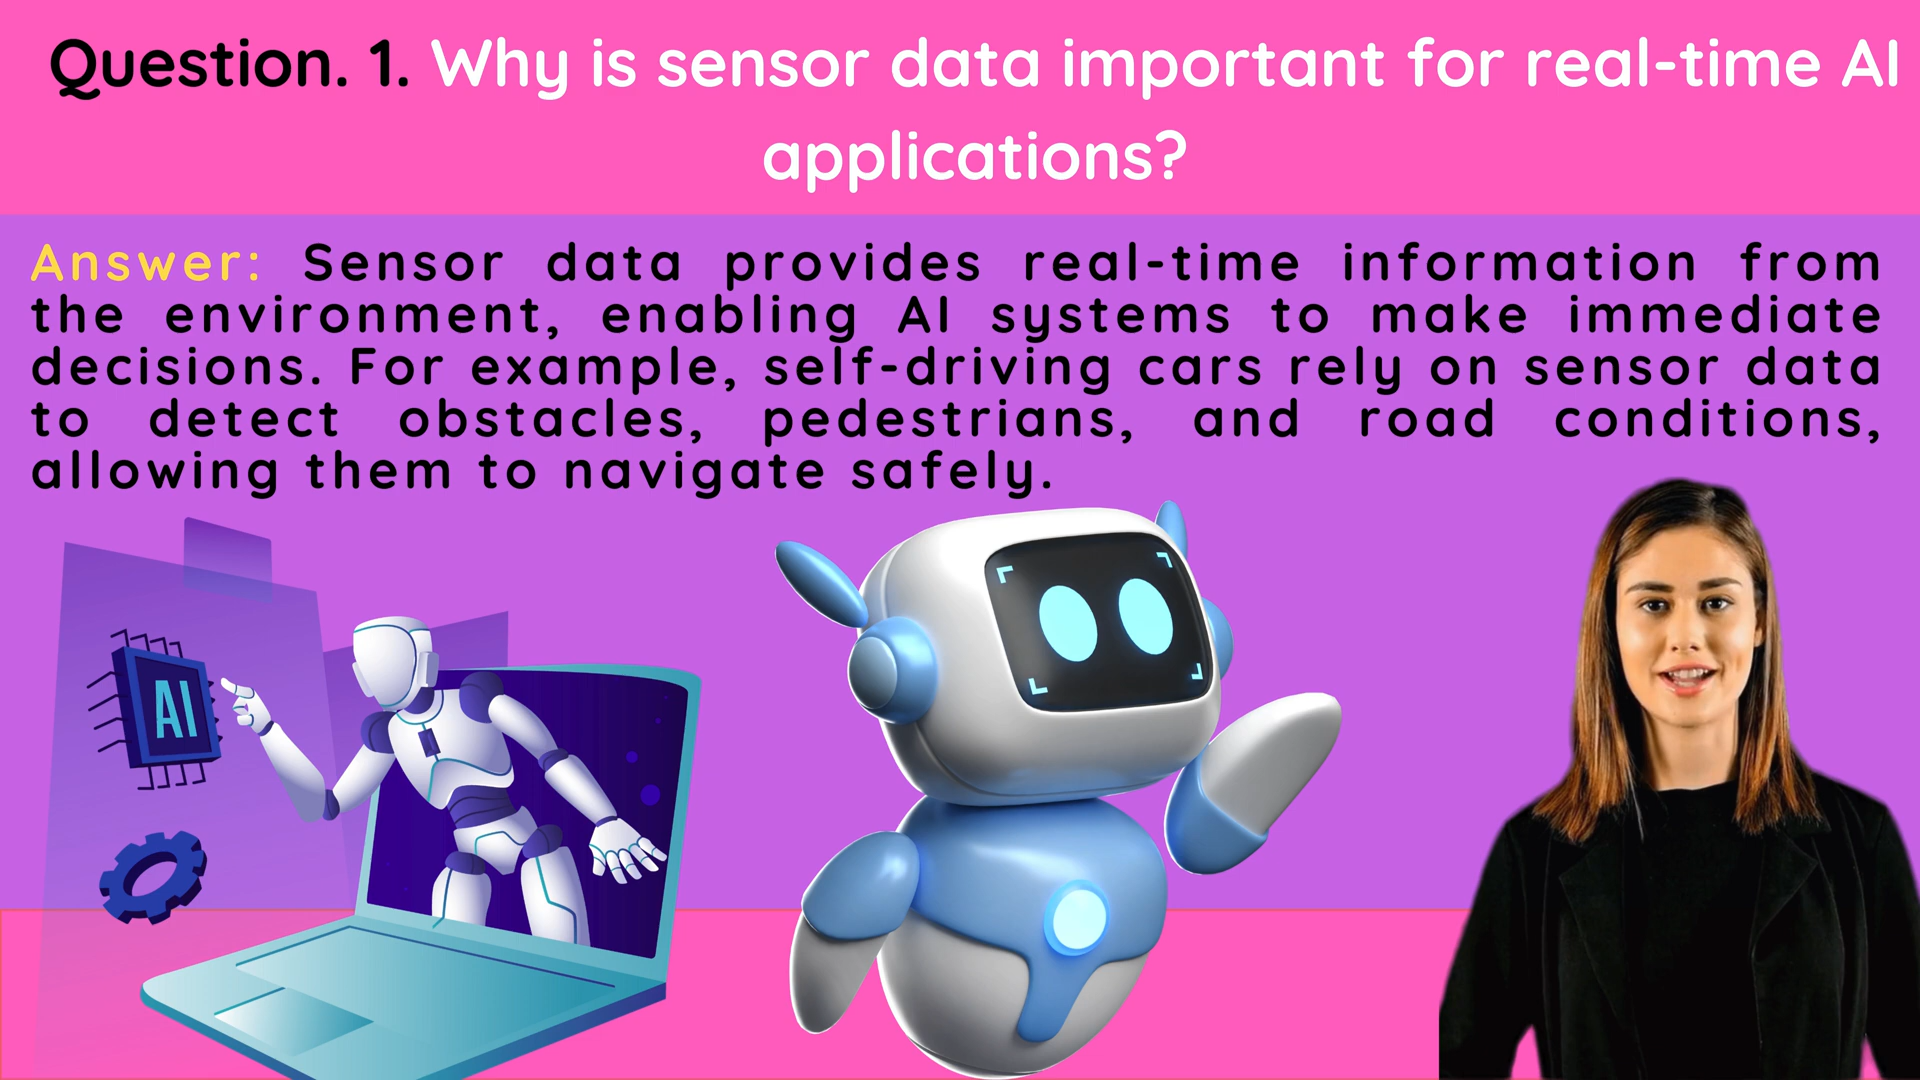 Question. 1. Why is sensor data important for real-time AI
applications?
Answer: Sensor data provides real-time information from
the environment, enabling AI systems to make immediate
decisions. For example, self-driving cars rely on sensor data
to detect obstacles, pedestrians, and road conditions,
allowing them to navigate safely.
AI